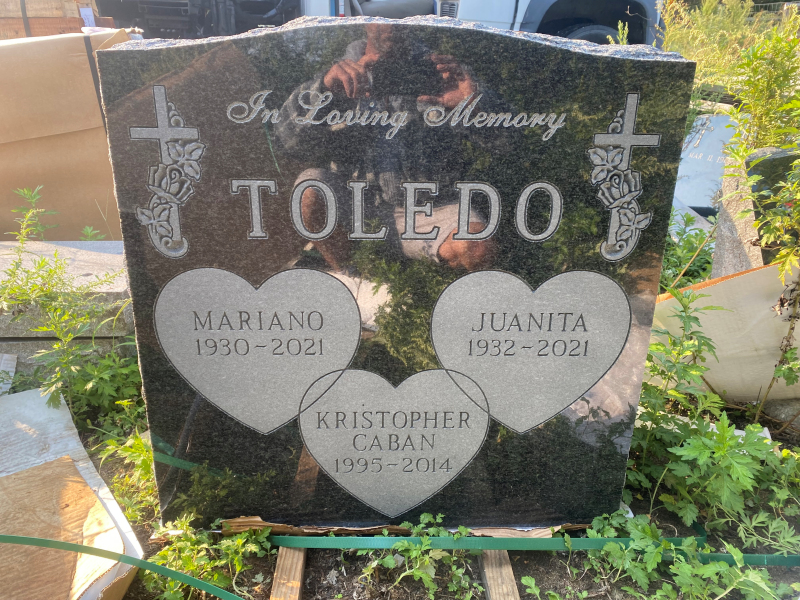 In Loving Memory
TOLEDO
MARIANO
1930-2021
JUANITA
1932-2021
KRISTOPHER
CABAN
1995-2014